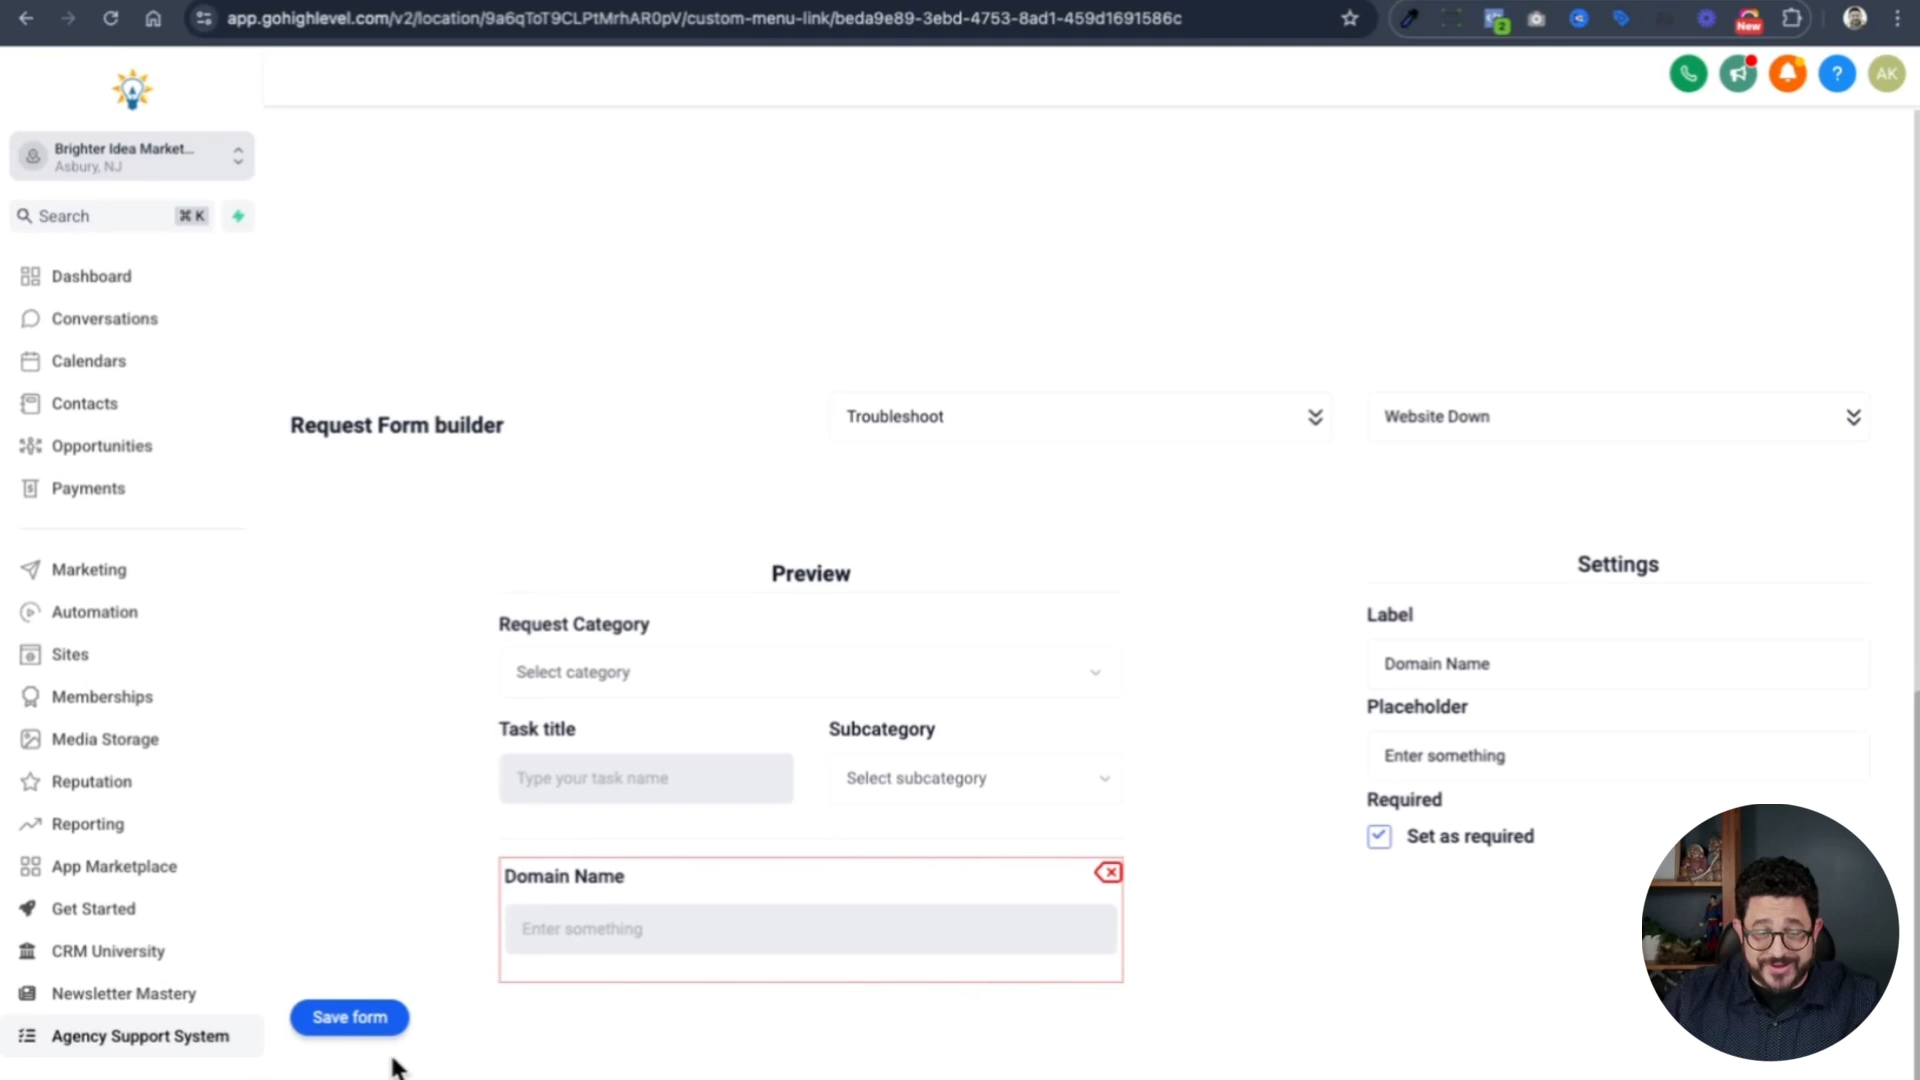 app.gohighlevel.com/v2/location/9a6qToT9CLPtMrhAR0pV/custom-menu-link/beda9e89-3ebd-4753-8ad1-459d1691586c
2
New
AK
Brighter Idea Market...
Asbury, NJ
Search
⌘ K
Dashboard
Conversations
Calendars
Contacts
Opportunities
Payments
Marketing
Automation
Sites
Memberships
Media Storage
Reputation
Reporting
App Marketplace
Get Started
CRM University
Newsletter Mastery
Agency Support System
Request Form builder
Troubleshoot
Website Down
Preview
Request Category
Select category
Task title
Subcategory
Type your task name
Select subcategory
Domain Name
Enter something
Save form
Settings
Label
Domain Name
Placeholder
Enter something
Required
Set as required